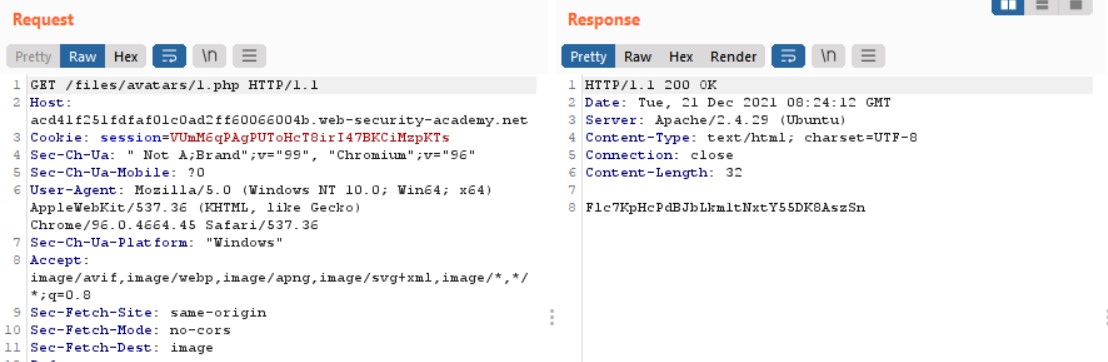 Request
Pretty Raw Hex \n
1 GET /files/avatars/1.php HTTP/1.1
2 Host:
acd41f251fdfaf01c0ad2ff60066004b.web-security-academy.net
3 Cookie: session=VUmM6qPAgPUToHcT8irI47BKCiMzpKTs
4 Sec-Ch-Ua: " Not A;Brand";v="99", "Chromium";v="96"
5 Sec-Ch-Ua-Mobile: ?0
6 User-Agent: Mozilla/5.0 (Windows NT 10.0; Win64; x64)
AppleWebKit/537.36 (KHTML, like Gecko)
Chrome/96.0.4664.45 Safari/537.36
7 Sec-Ch-Ua-Platform: "Windows"
8 Accept:
image/avif,image/webp,image/apng,image/svg+xml,image/*,*/
*;q=0.8
9 Sec-Fetch-Site: same-origin
10 Sec-Fetch-Mode: no-cors
11 Sec-Fetch-Dest: image
Response
Pretty Raw Hex Render \n
1 HTTP/1.1 200 OK
2 Date: Tue, 21 Dec 2021 08:24:12 GMT
3 Server: Apache/2.4.29 (Ubuntu)
4 Content-Type: text/html; charset=UTF-8
5 Connection: close
6 Content-Length: 32
7
8 Flc7KpHcPdBJbLkmltNxtY55DK8AszSn